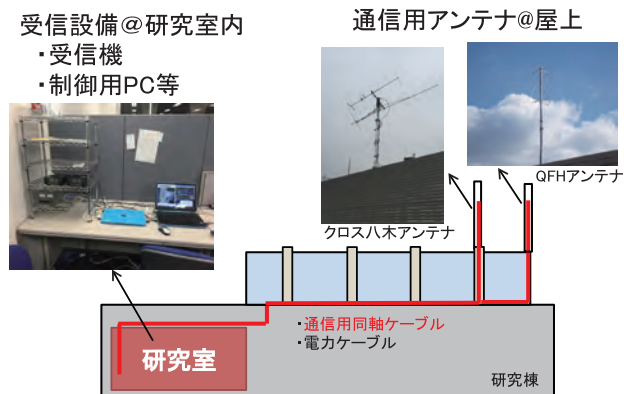 受信設備@研究室内
・受信機
・制御用PC等
通信用アンテナ@屋上
クロス八木アンテナ
QFHアンテナ
・通信用同軸ケーブル
・電力ケーブル
研究室
研究棟